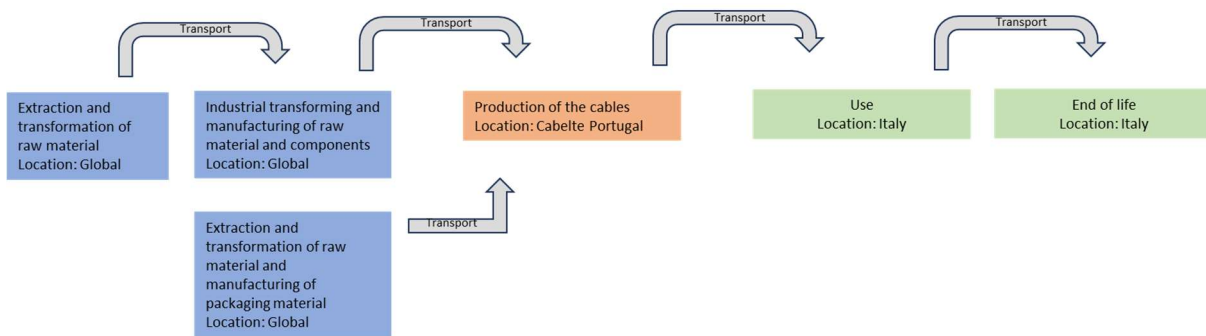 Transport
Transport
Transport
Transport
Extraction and
transformation of
raw material
Location: Global
Industrial transforming and
manufacturing of raw
material and components
Location: Global
Production of the cables
Location: Cabelte Portugal
Use
Location: Italy
End of life
Location: Italy
Extraction and
transformation of raw
material and
manufacturing of
packaging material
Location: Global
Transport